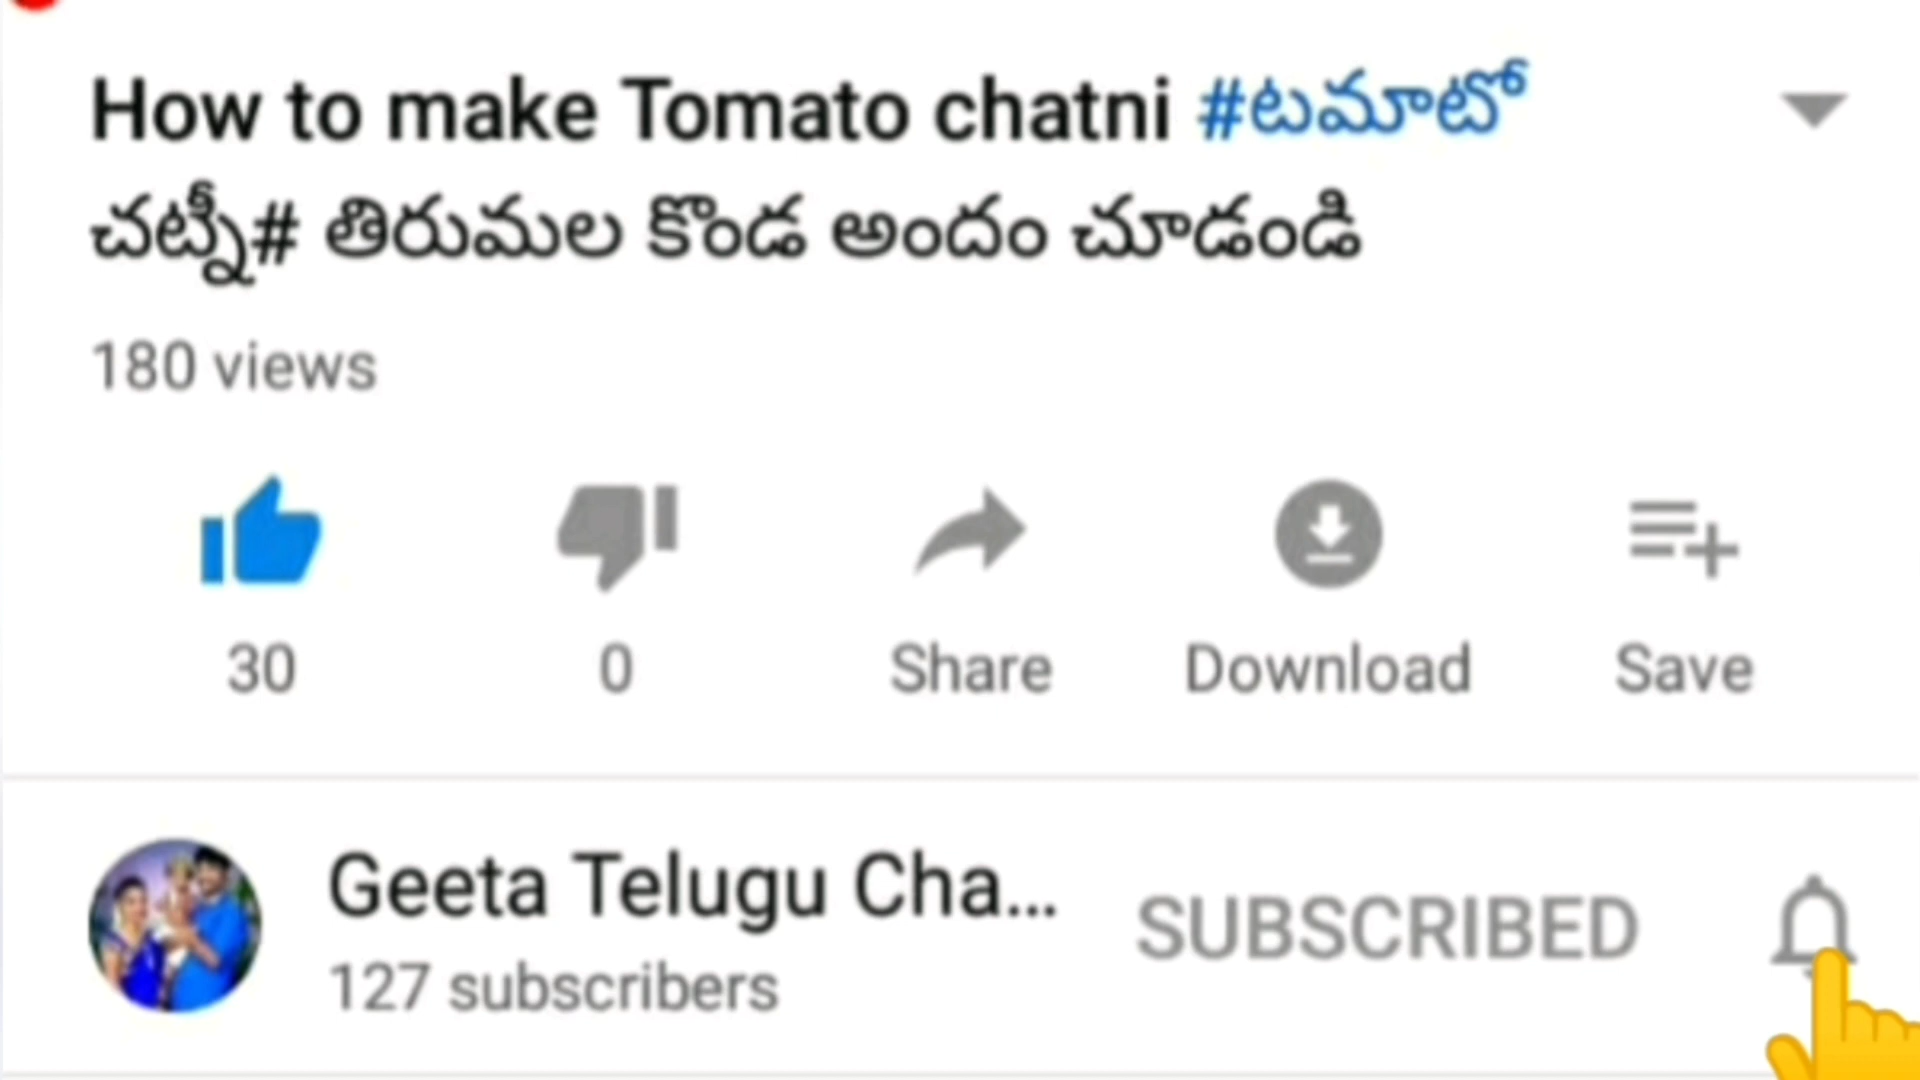 How to make Tomato chatni #టమాటో
చట్నీ# తిరుమల కొండ అందం చూడండి
180 views
30 0 Share Download Save
Geeta Telugu Cha... SUBSCRIBED
127 subscribers